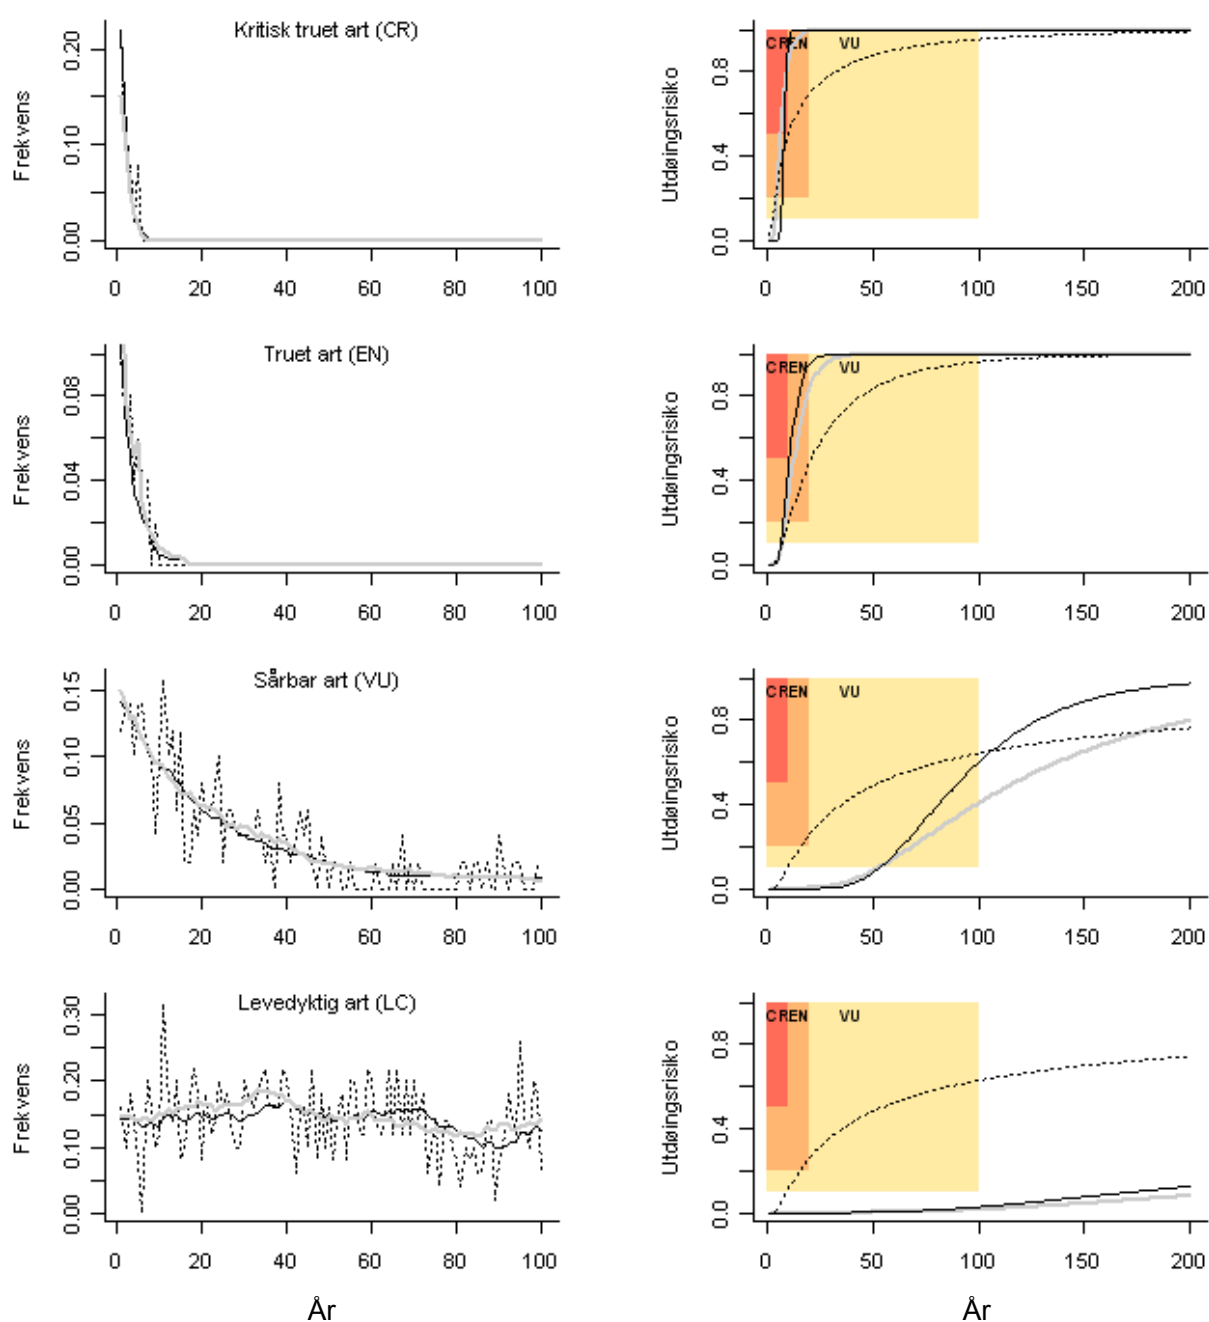 Kritisk truet art (CR)
Frekvens
0.00 0.10 0.20
0 20 40 60 80 100
CR EN VU
Utdøingsrisiko
0.0 0.4 0.8
0 50 100 150 200
Truet art (EN)
Frekvens
0.00 0.04 0.08
0 20 40 60 80 100
CR EN VU
Utdøingsrisiko
0.0 0.4 0.8
0 50 100 150 200
Sårbar art (VU)
Frekvens
0.00 0.05 0.10 0.15
0 20 40 60 80 100
CR EN VU
Utdøingsrisiko
0.0 0.4 0.8
0 50 100 150 200
Levedyktig art (LC)
Frekvens
0.00 0.10 0.20 0.30
0 20 40 60 80 100
År
CR EN VU
Utdøingsrisiko
0.0 0.4 0.8
0 50 100 150 200
År